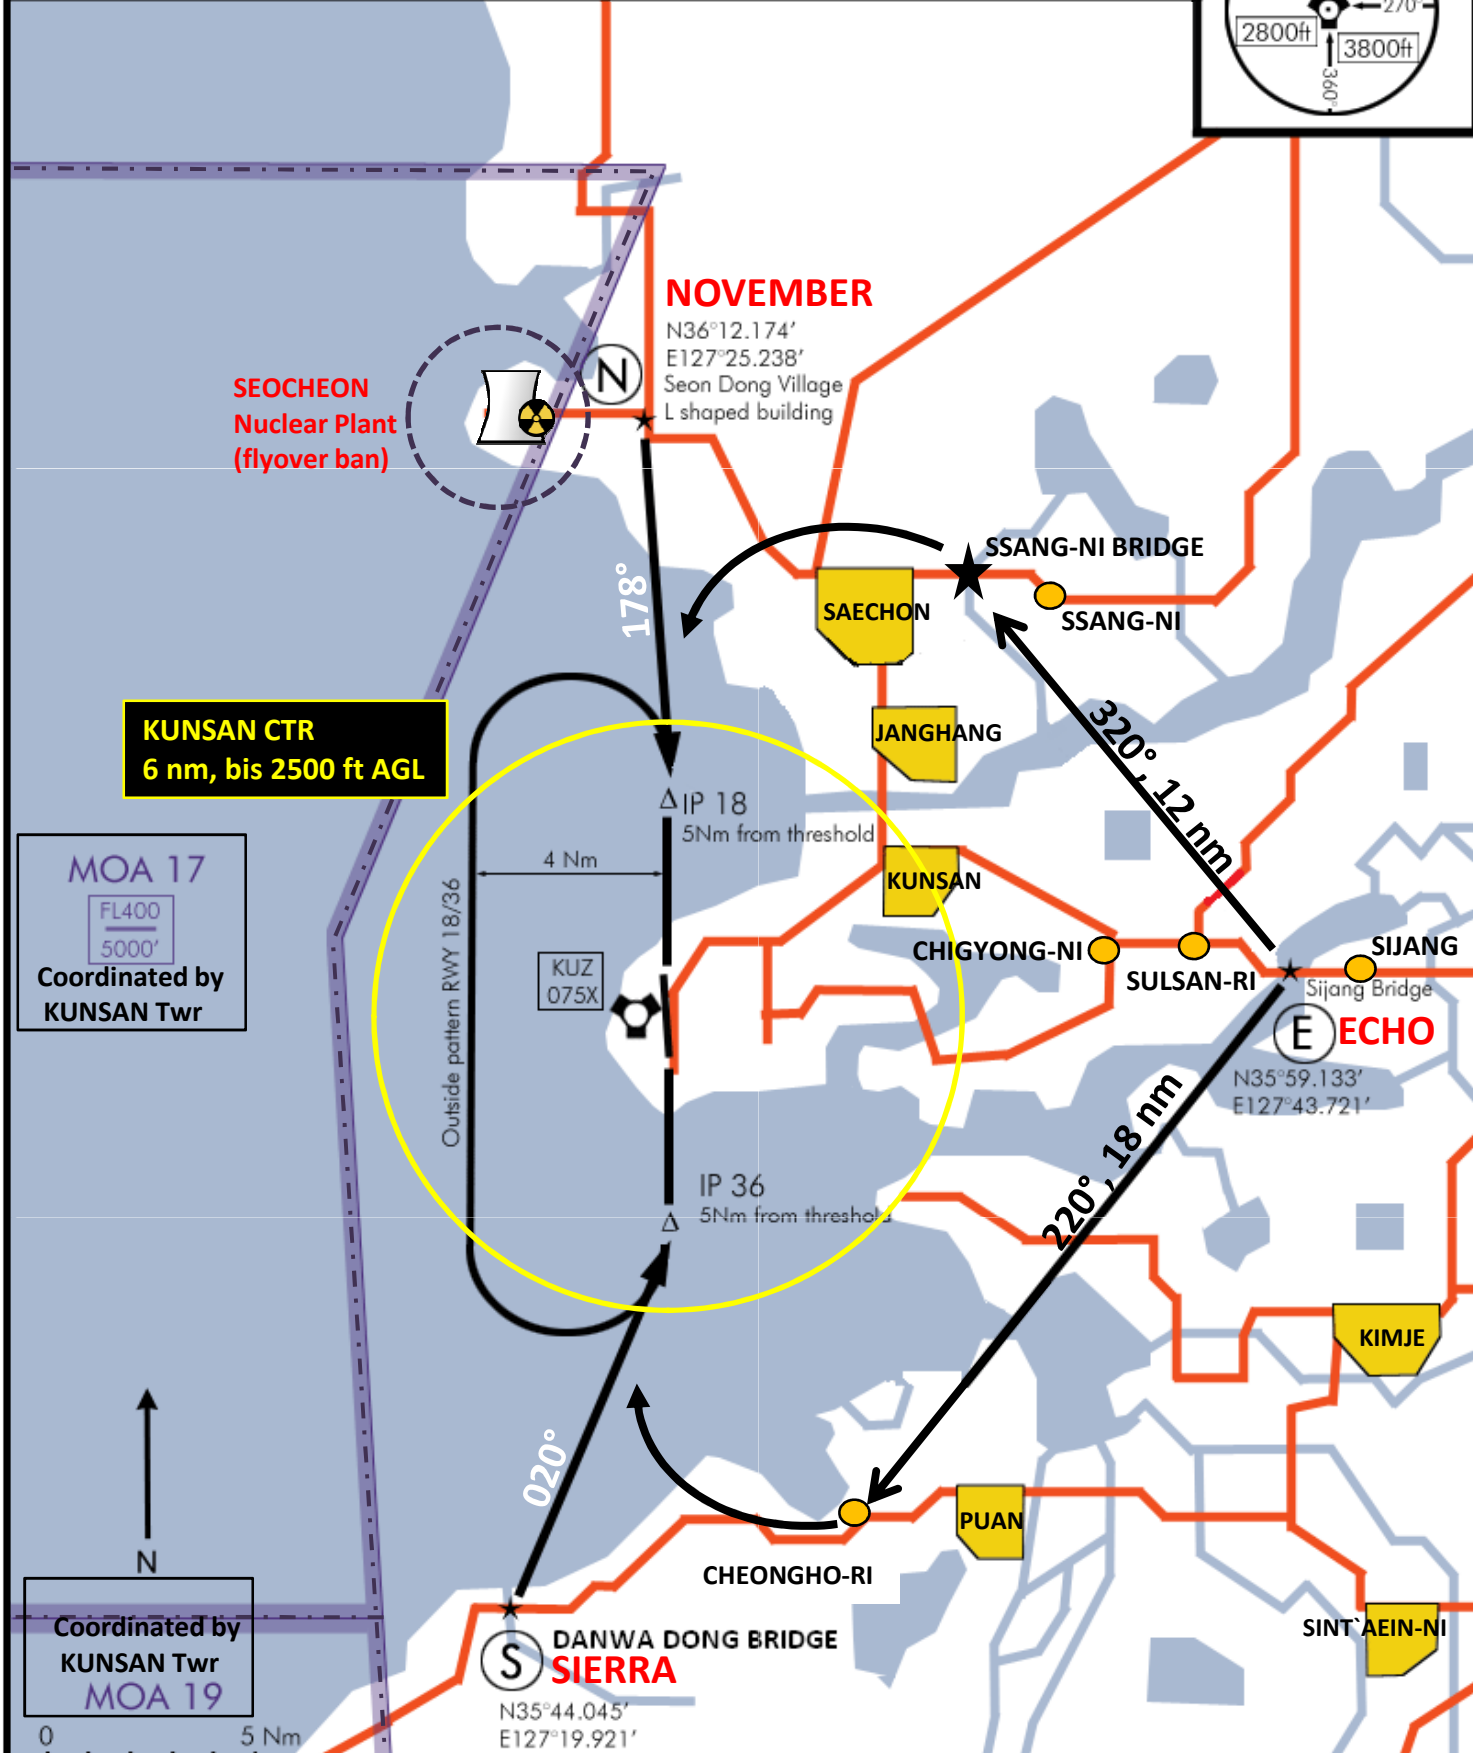 270°
2800ft
3800ft
360°
NOVEMBER
N36°12.174'
E127°25.238'
Seon Dong Village
L shaped building
N
SEOCHEON
Nuclear Plant
(flyover ban)
178°
SSANG-NI BRIDGE
SSANG-NI
SAECHON
JANGHANG
320°, 12 nm
KUNSAN CTR
6 nm, bis 2500 ft AGL
IP 18
5Nm from threshold
4 Nm
Outside pattern RWY 18/36
MOA 17
FL400
5000'
Coordinated by
KUNSAN Twr
KUNSAN
CHIGYONG-NI
SULSAN-RI
SIJANG
Sijang Bridge
E
ECHO
N35°59.133'
E127°43.721'
KUZ
075X
220°, 18 nm
IP 36
5Nm from threshold
KIMJE
020°
N
PUAN
CHEONGHO-RI
SINT`AEIN-NI
Coordinated by
KUNSAN Twr
MOA 19
S
DANWA DONG BRIDGE
SIERRA
N35°44.045'
E127°19.921'
0
5 Nm